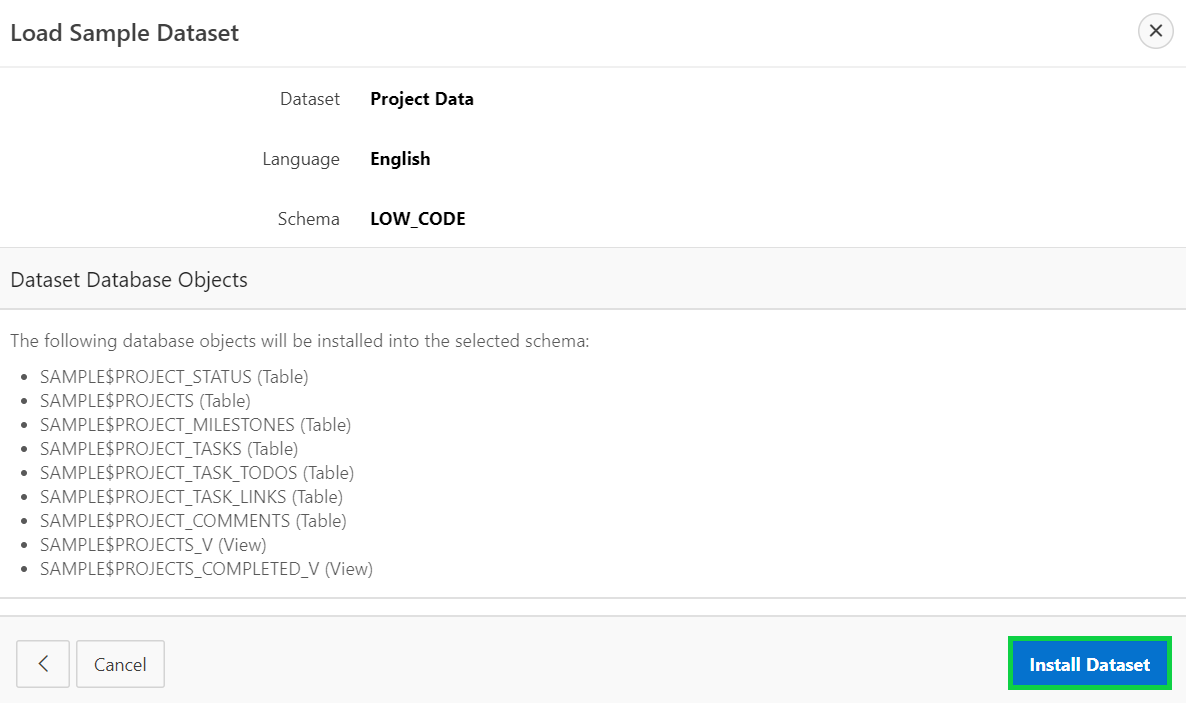 Load Sample Dataset
Dataset Project Data
Language English
Schema LOW_CODE
Dataset Database Objects
The following database objects will be installed into the selected schema:
SAMPLE$PROJECT_STATUS (Table)
SAMPLE$PROJECTS (Table)
SAMPLE$PROJECT_MILESTONES (Table)
SAMPLE$PROJECT_TASKS (Table)
SAMPLE$PROJECT_TASK_TODOS (Table)
SAMPLE$PROJECT_TASK_LINKS (Table)
SAMPLE$PROJECT_COMMENTS (Table)
SAMPLE$PROJECTS_V (View)
SAMPLE$PROJECTS_COMPLETED_V (View)
Cancel Install Dataset